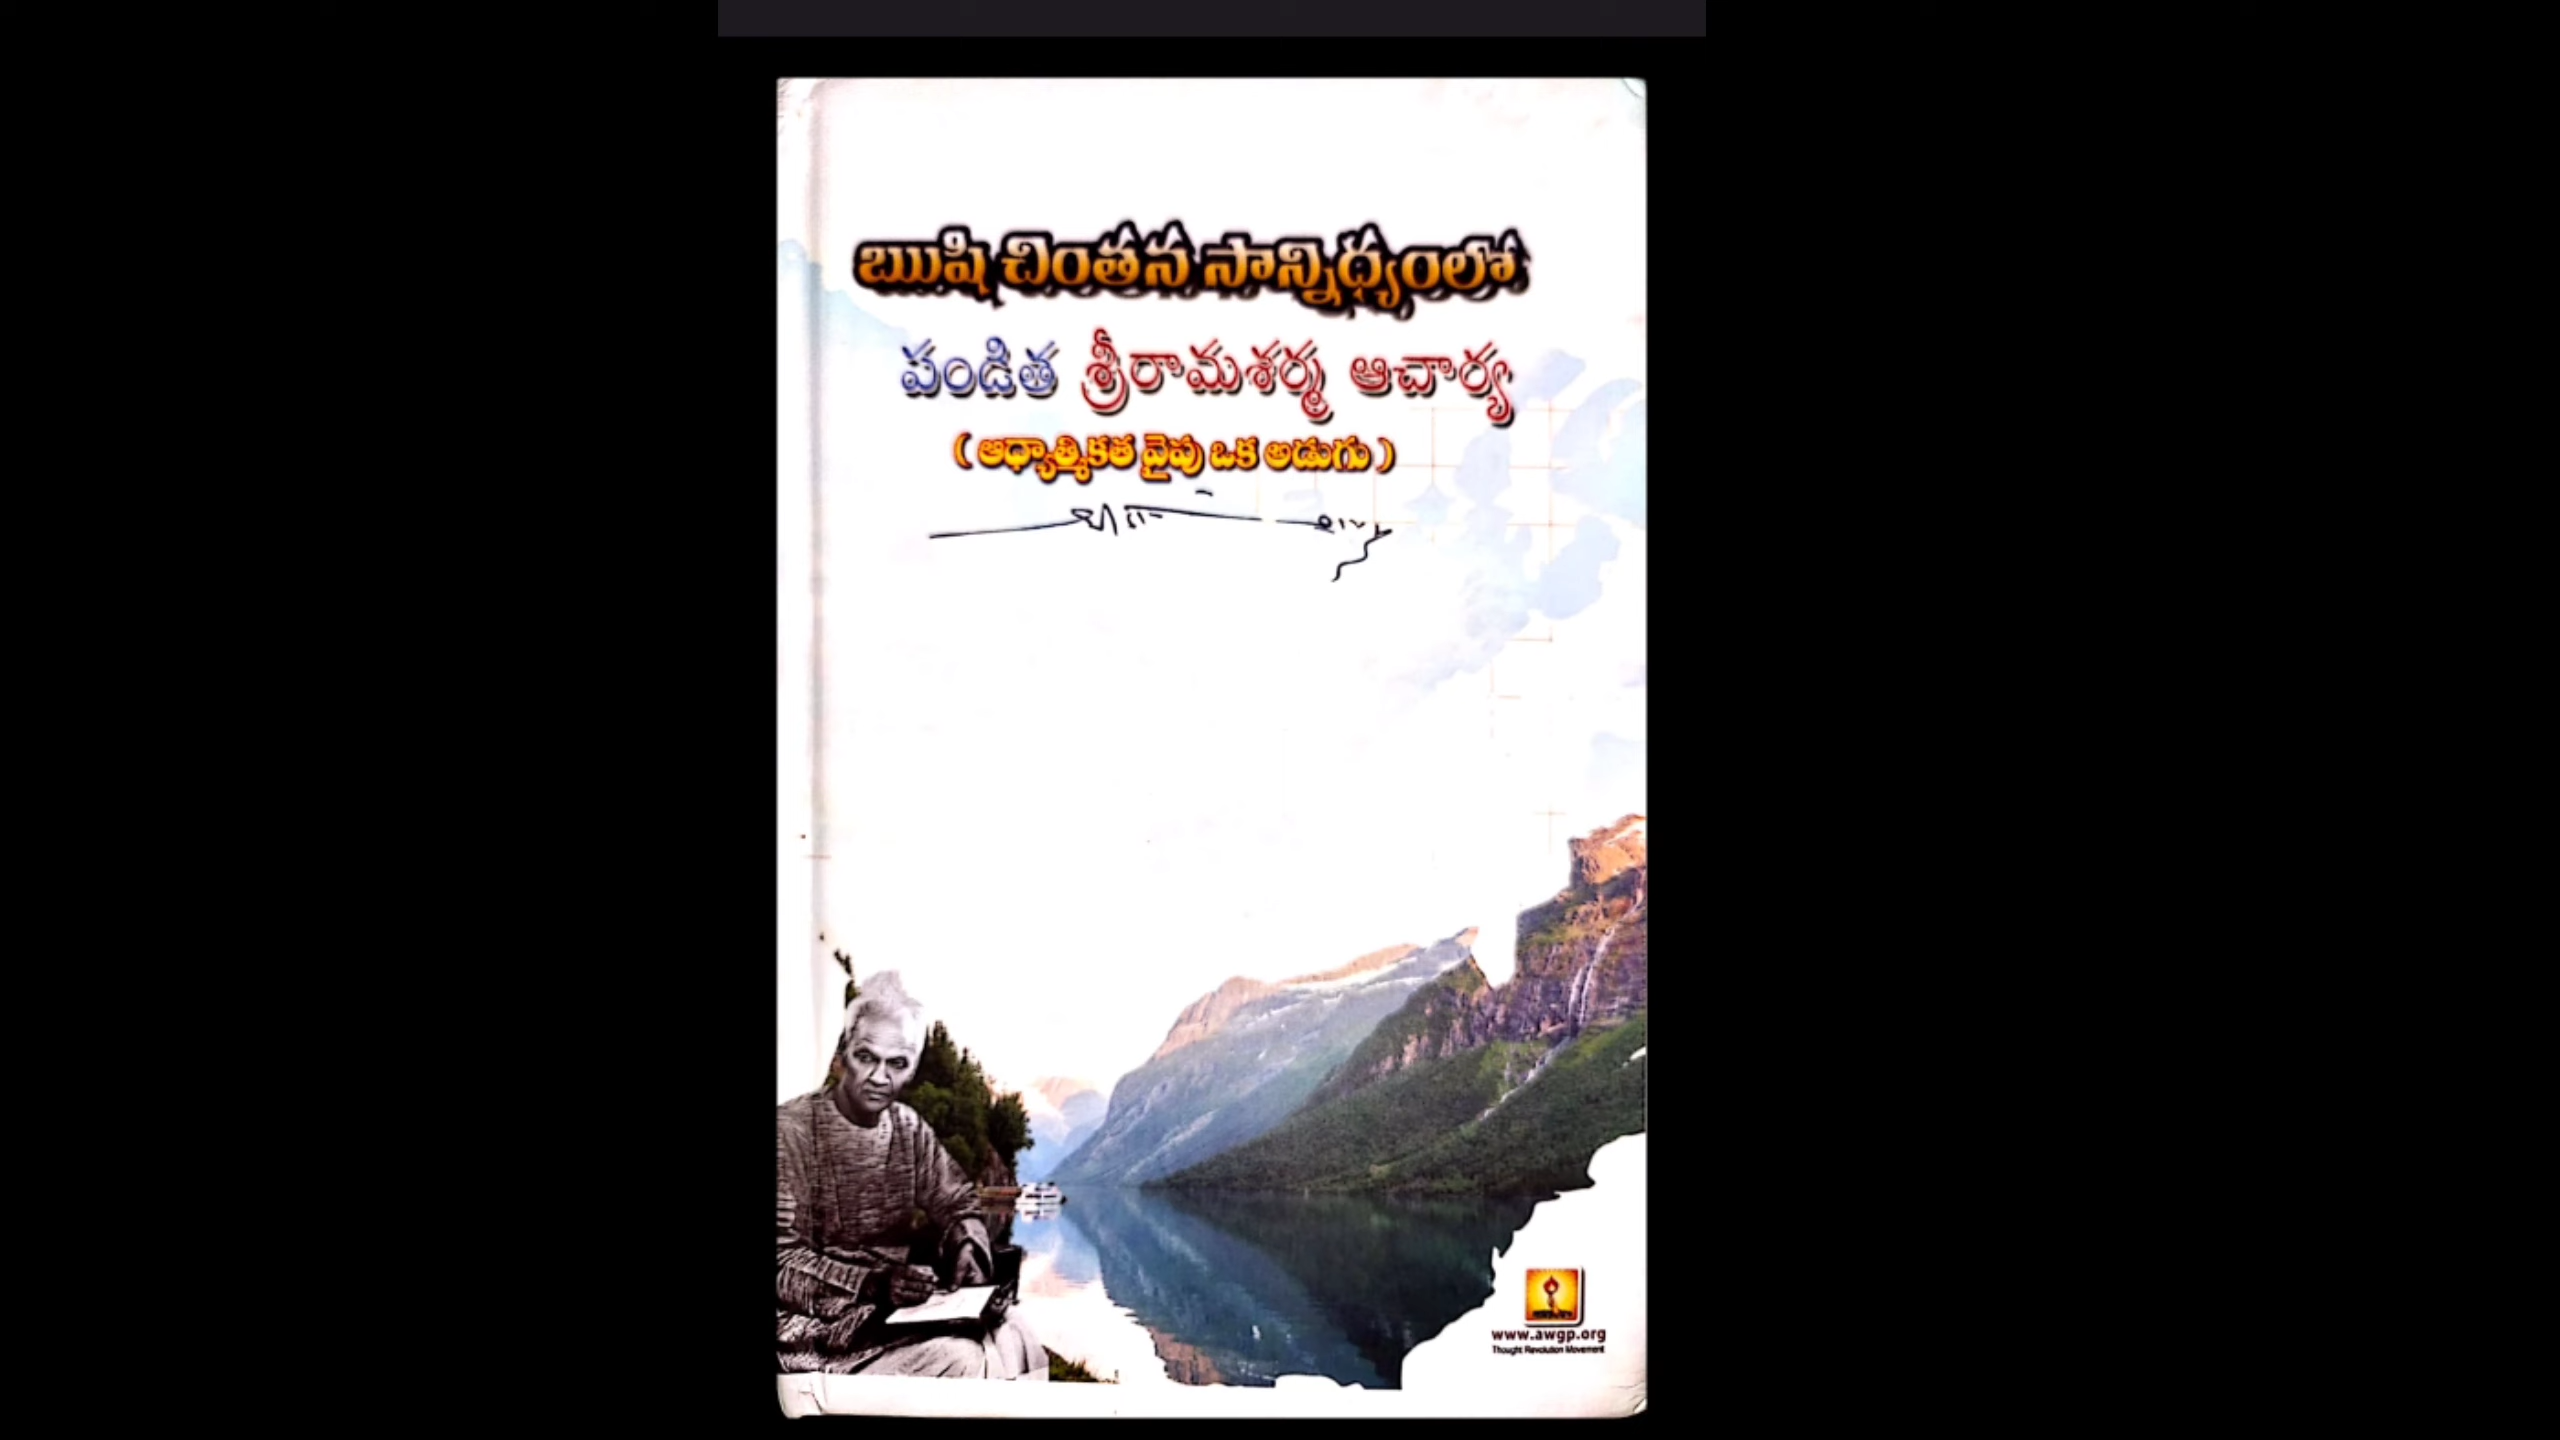 ఋషి చింతన సాన్నిధ్యంలో
పండిత శ్రీరామశర్మ ఆచార్య
( ఆధ్యాత్మికత వైపు ఒక అడుగు )
www.awgp.org
Thought Revolution Movement